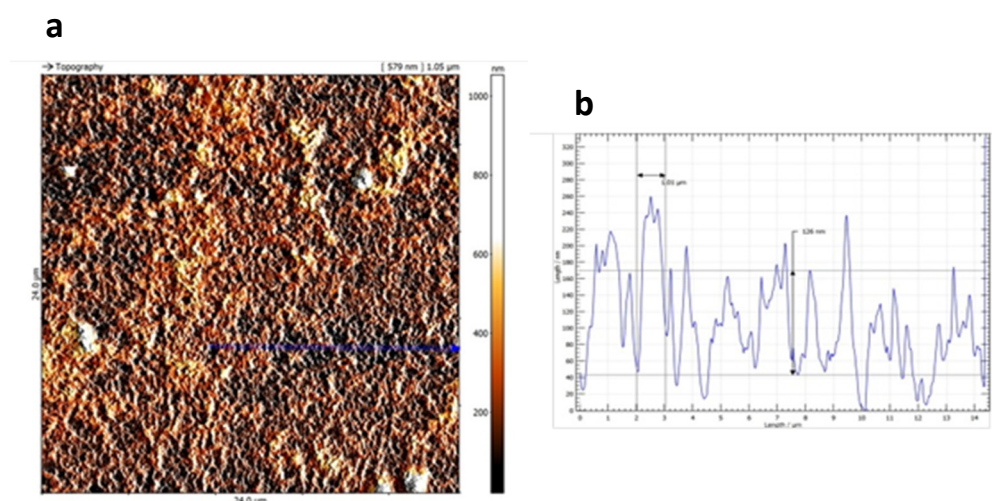 a
→ Topography
[ 579 nm ] 1.05 µm
nm
1000
800
600
400
200
24.0 µm
24.0 µm
b
320
300
280
260
240
220
200
180
160
140
120
100
80
60
40
20
0
Length / nm
1.01 µm
126 nm
0 1 2 3 4 5 6 7 8 9 10 11 12 13 14
Length / µm